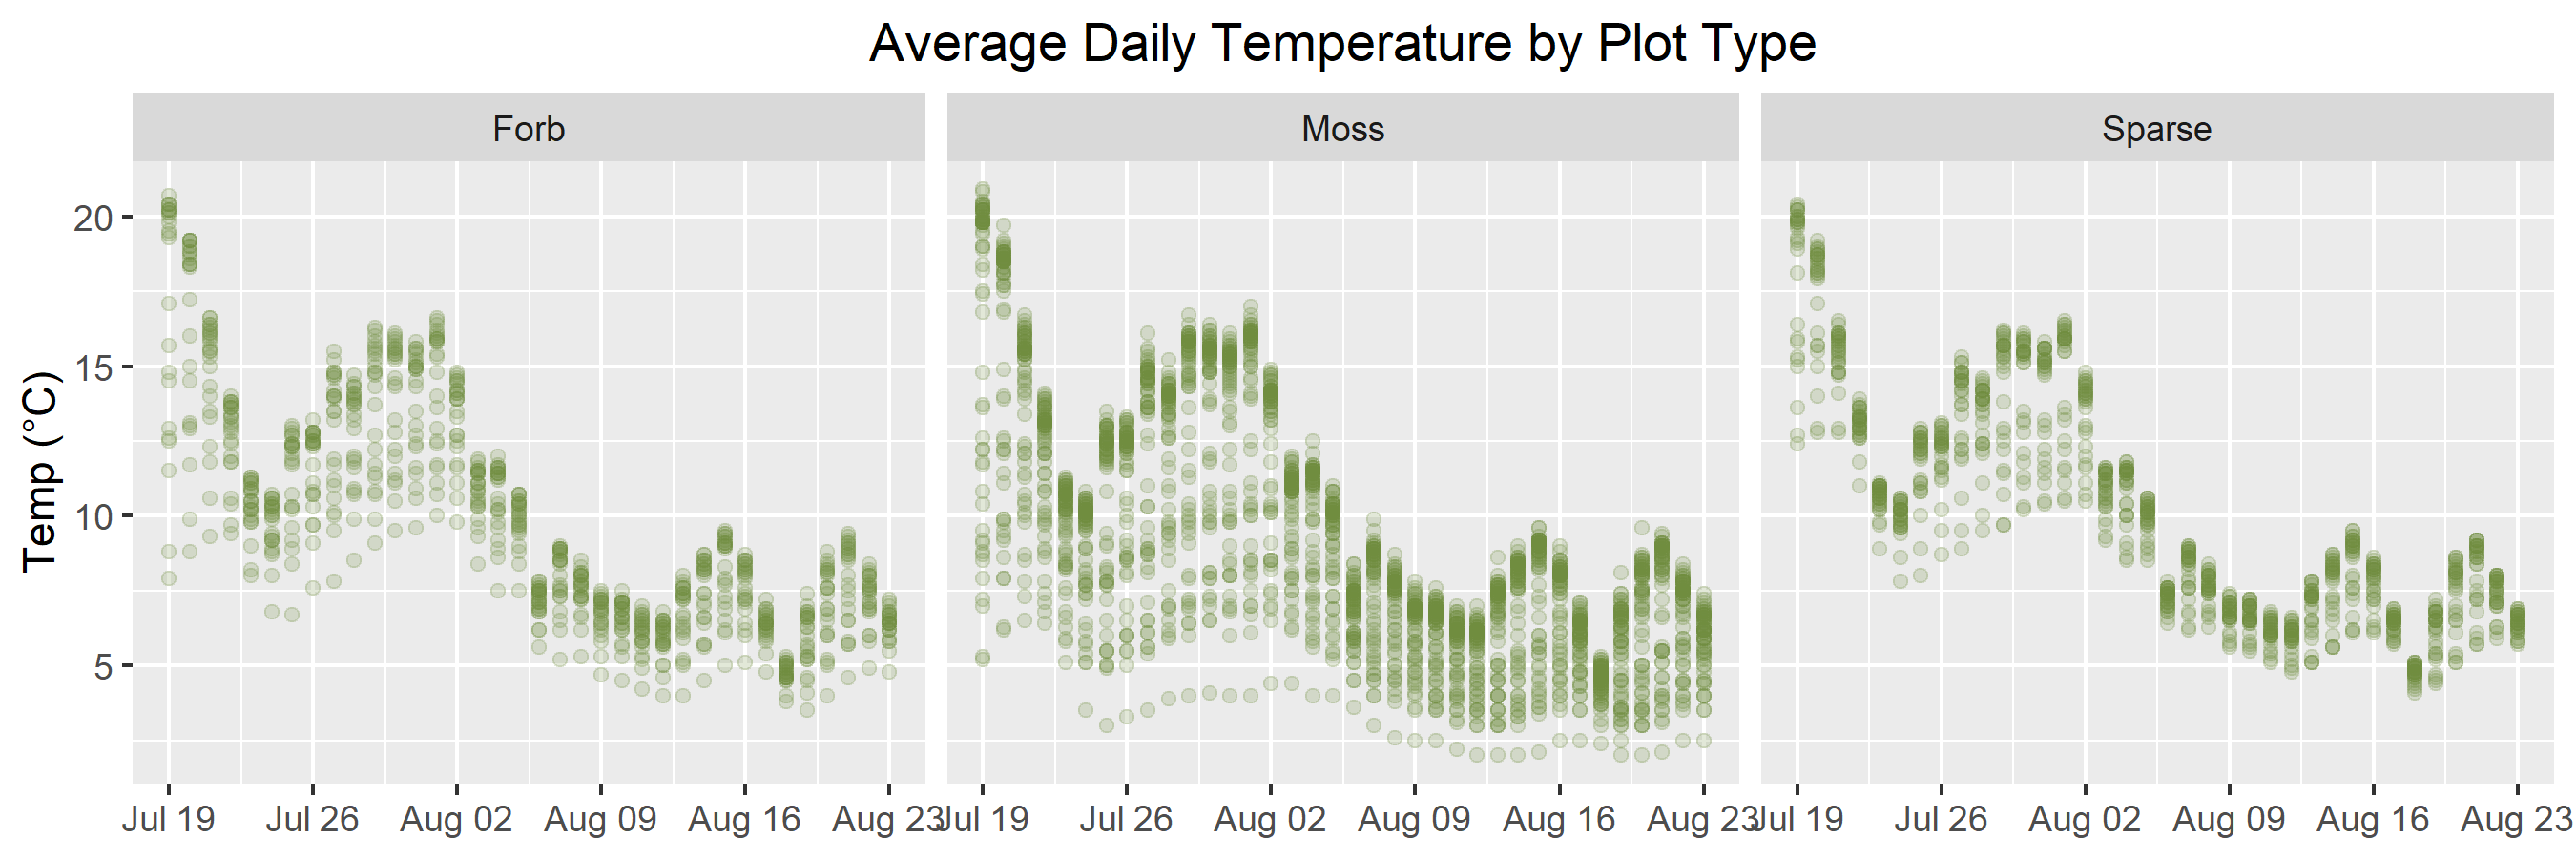 Average Daily Temperature by Plot Type
Forb Moss Sparse
Temp (°C)
20
15
10
5
Jul 19 Jul 26 Aug 02 Aug 09 Aug 16 Aug 23 Jul 19 Jul 26 Aug 02 Aug 09 Aug 16 Aug 23 Jul 19 Jul 26 Aug 02 Aug 09 Aug 16 Aug 23